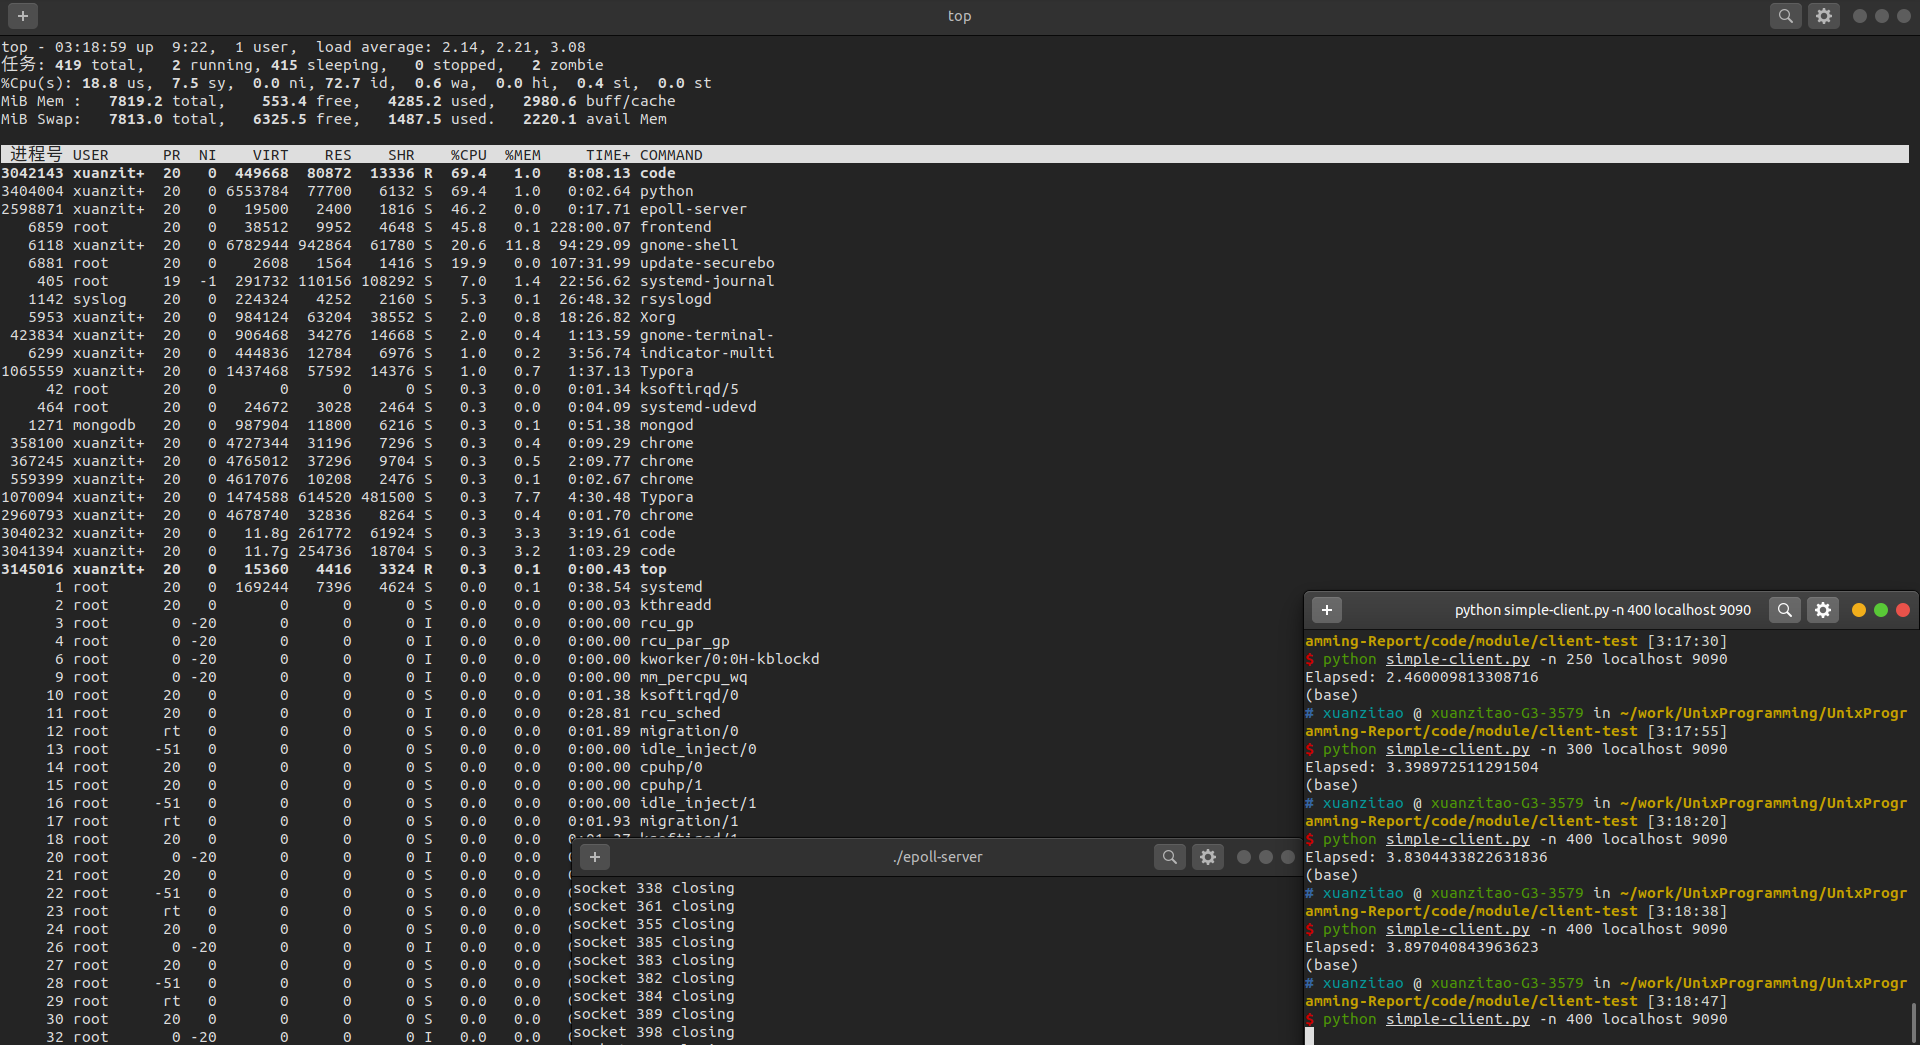 top
top - 03:18:59 up  9:22,  1 user,  load average: 2.14, 2.21, 3.08
任务: 419 total,   2 running, 415 sleeping,   0 stopped,   2 zombie
%Cpu(s): 18.8 us,  7.5 sy,  0.0 ni, 72.7 id,  0.6 wa,  0.0 hi,  0.4 si,  0.0 st
MiB Mem :   7819.2 total,    553.4 free,   4285.2 used,   2980.6 buff/cache
MiB Swap:   7813.0 total,   6325.5 free,   1487.5 used.   2220.1 avail Mem
进程号 USER      PR  NI    VIRT    RES    SHR    %CPU  %MEM     TIME+ COMMAND
3042143 xuanzit+  20   0  449668  80872  13336 R  69.4   1.0   8:08.13 code
3404004 xuanzit+  20   0 6553784  77700   6132 S  69.4   1.0   0:02.64 python
2598871 xuanzit+  20   0   19500   2400   1816 S  46.2   0.0   0:17.71 epoll-server
6859 root      20   0   38512   9952   4648 S  45.8   0.1 228:00.07 frontend
6118 xuanzit+  20   0 6782944 942864  61780 S  20.6  11.8  94:29.09 gnome-shell
6881 root      20   0    2608   1564   1416 S  19.9   0.0 107:31.99 update-securebo
405 root      19  -1  291732 110156 108292 S   7.0   1.4  22:56.62 systemd-journal
1142 syslog    20   0  224324   4252   2160 S   5.3   0.1  26:48.32 rsyslogd
5953 xuanzit+  20   0  984124  63204  38552 S   2.0   0.8  18:26.82 Xorg
423834 xuanzit+  20   0  906468  34276  14668 S   2.0   0.4   1:13.59 gnome-terminal-
6299 xuanzit+  20   0  444836  12784   6976 S   1.0   0.2   3:56.74 indicator-multi
1065559 xuanzit+  20   0 1437468  57592  14376 S   1.0   0.7   1:37.13 Typora
42 root      20   0       0      0      0 S   0.3   0.0   0:01.34 ksoftirqd/5
464 root      20   0   24672   3028   2464 S   0.3   0.0   0:04.09 systemd-udevd
1271 mongodb   20   0  987904  11800   6216 S   0.3   0.1   0:51.38 mongod
358100 xuanzit+  20   0 4727344  31196   7296 S   0.3   0.4   0:09.29 chrome
367245 xuanzit+  20   0 4765012  37296   9704 S   0.3   0.5   2:09.77 chrome
559399 xuanzit+  20   0 4617076  10208   2476 S   0.3   0.1   0:02.67 chrome
1070094 xuanzit+  20   0 1474588 614520 481500 S   0.3   7.7   4:30.48 Typora
2960793 xuanzit+  20   0 4678740  32836   8264 S   0.3   0.4   0:01.70 chrome
3040232 xuanzit+  20   0   11.8g 261772  61924 S   0.3   3.3   3:19.61 code
3041394 xuanzit+  20   0   11.7g 254736  18704 S   0.3   3.2   1:03.29 code
3145016 xuanzit+  20   0   15360   4416   3324 R   0.3   0.1   0:00.43 top
1 root      20   0  169244   7396   4624 S   0.0   0.1   0:38.54 systemd
2 root      20   0       0      0      0 S   0.0   0.0   0:00.03 kthreadd
3 root       0 -20       0      0      0 I   0.0   0.0   0:00.00 rcu_gp
4 root       0 -20       0      0      0 I   0.0   0.0   0:00.00 rcu_par_gp
6 root       0 -20       0      0      0 I   0.0   0.0   0:00.00 kworker/0:0H-kblockd
9 root       0 -20       0      0      0 I   0.0   0.0   0:00.00 mm_percpu_wq
10 root      20   0       0      0      0 S   0.0   0.0   0:01.38 ksoftirqd/0
11 root      20   0       0      0      0 I   0.0   0.0   0:28.81 rcu_sched
12 root      rt   0       0      0      0 S   0.0   0.0   0:01.89 migration/0
13 root     -51   0       0      0      0 S   0.0   0.0   0:00.00 idle_inject/0
14 root      20   0       0      0      0 S   0.0   0.0   0:00.00 cpuhp/0
15 root      20   0       0      0      0 S   0.0   0.0   0:00.00 cpuhp/1
16 root     -51   0       0      0      0 S   0.0   0.0   0:00.00 idle_inject/1
17 root      rt   0       0      0      0 S   0.0   0.0   0:01.93 migration/1
18 root      20   0       0      0      0 S   0.0   0.0
20 root       0 -20       0      0      0 I   0.0   0.0
21 root      20   0       0      0      0 S   0.0   0.0
22 root     -51   0       0      0      0 S   0.0   0.0
23 root      rt   0       0      0      0 S   0.0   0.0
24 root      20   0       0      0      0 S   0.0   0.0
26 root       0 -20       0      0      0 I   0.0   0.0
27 root      20   0       0      0      0 S   0.0   0.0
28 root     -51   0       0      0      0 S   0.0   0.0
29 root      rt   0       0      0      0 S   0.0   0.0
30 root      20   0       0      0      0 S   0.0   0.0
32 root       0 -20       0      0      0 I   0.0   0.0
./epoll-server
socket 338 closing
socket 361 closing
socket 355 closing
socket 385 closing
socket 383 closing
socket 382 closing
socket 384 closing
socket 389 closing
socket 398 closing
python simple-client.py -n 400 localhost 9090
amming-Report/code/module/client-test [3:17:30]
$ python simple-client.py -n 250 localhost 9090
Elapsed: 2.460009813308716
(base)
# xuanzitao @ xuanzitao-G3-3579 in ~/work/UnixProgramming/UnixProgr
amming-Report/code/module/client-test [3:17:55]
$ python simple-client.py -n 300 localhost 9090
Elapsed: 3.398972511291504
(base)
# xuanzitao @ xuanzitao-G3-3579 in ~/work/UnixProgramming/UnixProgr
amming-Report/code/module/client-test [3:18:20]
$ python simple-client.py -n 400 localhost 9090
Elapsed: 3.8304433822631836
(base)
# xuanzitao @ xuanzitao-G3-3579 in ~/work/UnixProgramming/UnixProgr
amming-Report/code/module/client-test [3:18:38]
$ python simple-client.py -n 400 localhost 9090
Elapsed: 3.897040843963623
(base)
# xuanzitao @ xuanzitao-G3-3579 in ~/work/UnixProgramming/UnixProgr
amming-Report/code/module/client-test [3:18:47]
$ python simple-client.py -n 400 localhost 9090